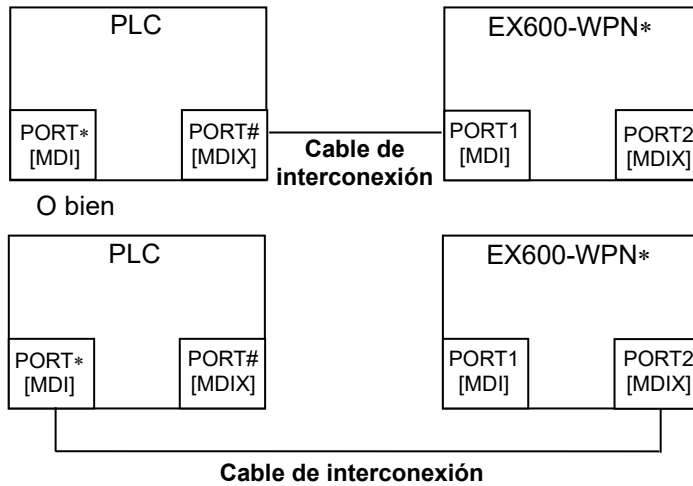 PLC
EX600-WPN*
PORT*
[MDI]
PORT#
[MDIX]
Cable de
interconexión
PORT1
[MDI]
PORT2
[MDIX]
O bien
PLC
EX600-WPN*
PORT*
[MDI]
PORT#
[MDIX]
PORT1
[MDI]
PORT2
[MDIX]
Cable de interconexión